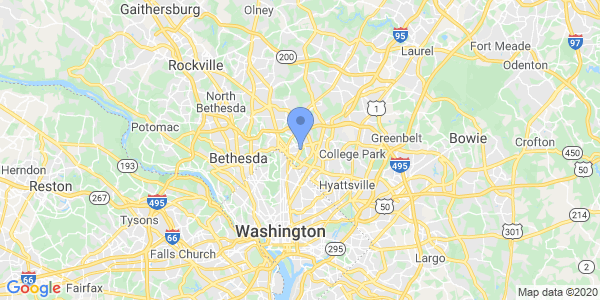 Gaithersburg
Olney
95
Fort Meade
97
Laurel
200
Odenton
Rockville
North
Bethesda
1
Potomac
Greenbelt
Bowie
Crofton
450
193
Bethesda
College Park
50
Herndon
495
Reston
267
495
Hyattsville
50
214
Tysons
66
Washington
301
Falls Church
295
Largo
2
66
Google
Fairfax
Map data ©2020